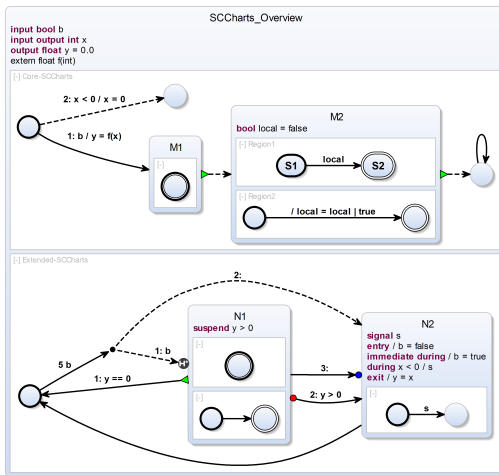 SCCharts_Overview
input bool b
input output int x
output float y = 0.0
extern float f(int)
[-] Core-SCCharts
2: x < 0 / x = 0
1: b / y = f(x)
M1
[-]
M2
bool local = false
[-] Region1
S1
local
S2
[-] Region2
/ local = local | true
[-] Extended-SCCharts
2:
5 b
1: b
H*
1: y == 0
N1
suspend y > 0
[-]
[-]
3:
2: y > 0
N2
signal s
entry / b = false
immediate during / b = true
during x < 0 / s
exit / y = x
[-]
s